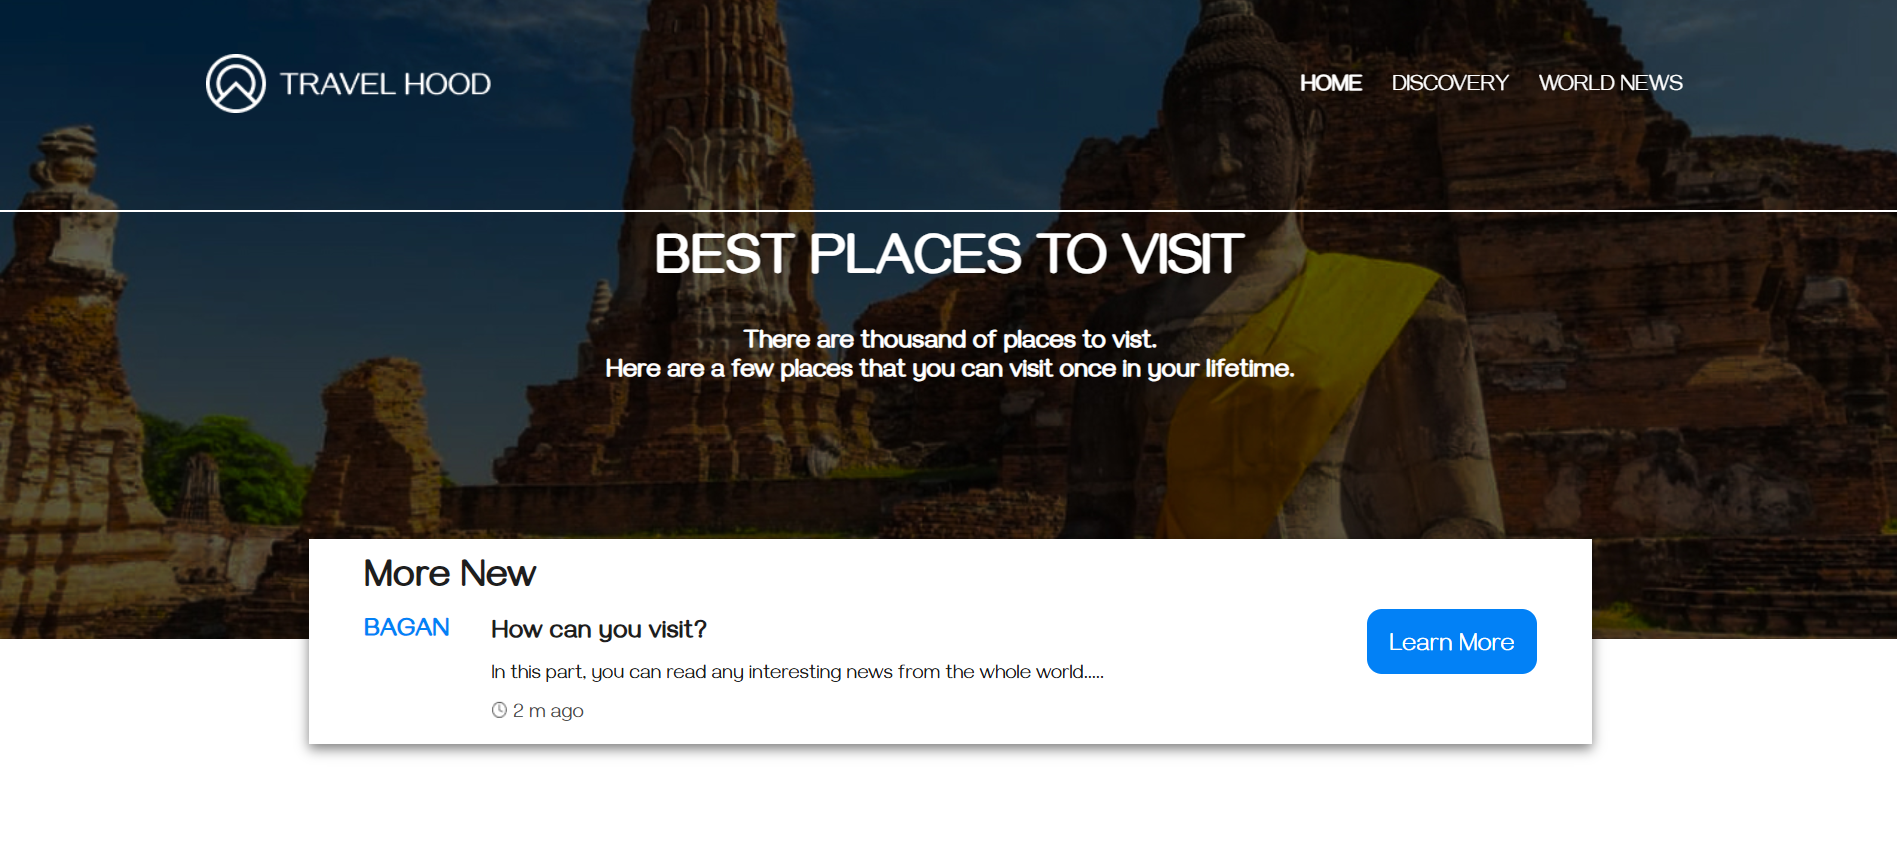 TRAVEL HOOD
HOME DISCOVERY WORLD NEWS
BEST PLACES TO VISIT
There are thousand of places to vist.
Here are a few places that you can visit once in your lifetime.
More New
BAGAN
How can you visit?
In this part, you can read any interesting news from the whole world.....
2 m ago
Learn More